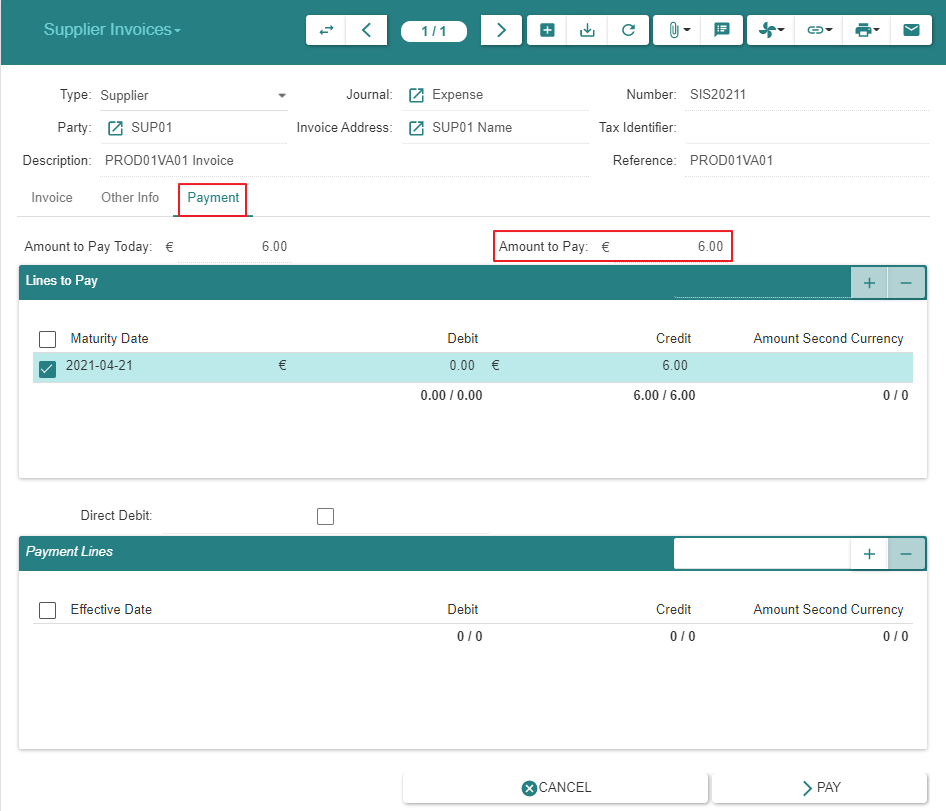 Supplier Invoices
1 / 1
Type: Supplier Journal: Expense Number: SIS20211
Party: SUP01 Invoice Address: SUP01 Name Tax Identifier:
Description: PROD01VA01 Invoice Reference: PROD01VA01
Invoice Other Info Payment
Amount to Pay Today: € 6.00 Amount to Pay: € 6.00
Lines to Pay
Maturity Date Debit Credit Amount Second Currency
2021-04-21 € 0.00 € 6.00
0.00 / 0.00 6.00 / 6.00 0 / 0
Direct Debit:
Payment Lines
Effective Date Debit Credit Amount Second Currency
0 / 0 0 / 0 0 / 0
CANCEL PAY